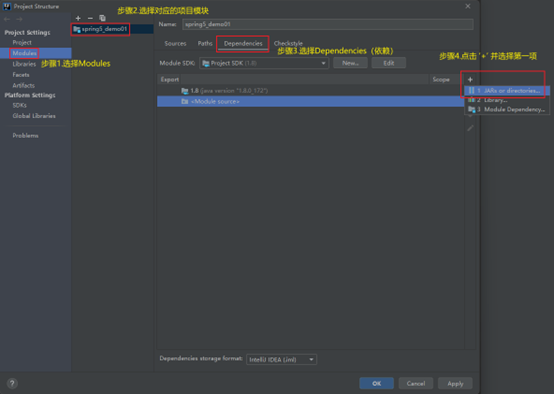 Project Structure
步骤2.选择对应的项目模块
Project Settings
Project
Modules
Libraries
Facets
Artifacts
Platform Settings
SDKs
Global Libraries
Problems
步骤1.选择Modules
spring5_demo01
Name: spring5_demo01
Sources Paths Dependencies Checkstyle
步骤3.选择Dependencies（依赖）
步骤4.点击 '+' 并选择第一项
Module SDK: Project SDK (1.8) New... Edit
Export Scope
1.8 (java version "1.8.0_172")
<Module source>
1 JARs or directories...
2 Library...
3 Module Dependency...
Dependencies storage format: IntelliJ IDEA (.iml)
OK Cancel Apply